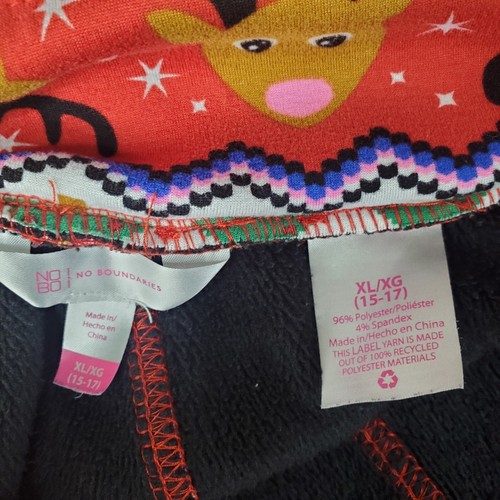 NO
BO
NO BOUNDARIES
Made in/
Hecho en
China
XL/XG
(15-17)
XL/XG
(15-17)
96% Polyester/Poliéster
4% Spandex
Made in/Hecho en China
THIS LABEL YARN IS MADE
OUT OF 100% RECYCLED
POLYESTER MATERIALS